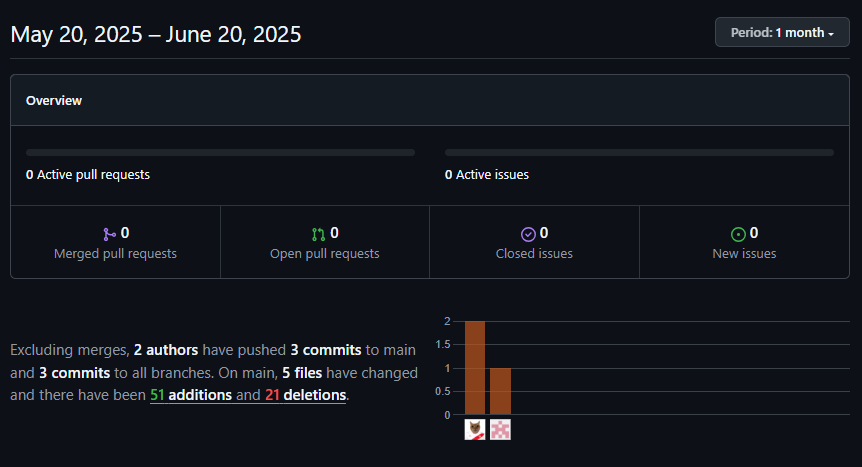 May 20, 2025 – June 20, 2025
Period: 1 month
Overview
0 Active pull requests
0 Active issues
0
Merged pull requests
0
Open pull requests
0
Closed issues
0
New issues
Excluding merges, 2 authors have pushed 3 commits to main
and 3 commits to all branches. On main, 5 files have changed
and there have been 51 additions and 21 deletions.
2
1.5
1
0.5
0